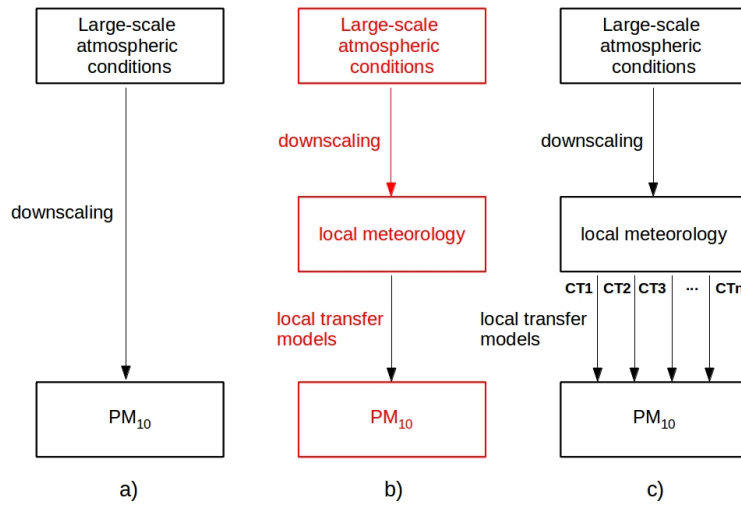 Large-scale
atmospheric
conditions
downscaling
PM₁₀
a)
Large-scale
atmospheric
conditions
downscaling
local meteorology
local transfer
models
PM₁₀
b)
Large-scale
atmospheric
conditions
downscaling
local meteorology
CT1 CT2 CT3 ... CTn
local transfer
models
PM₁₀
c)